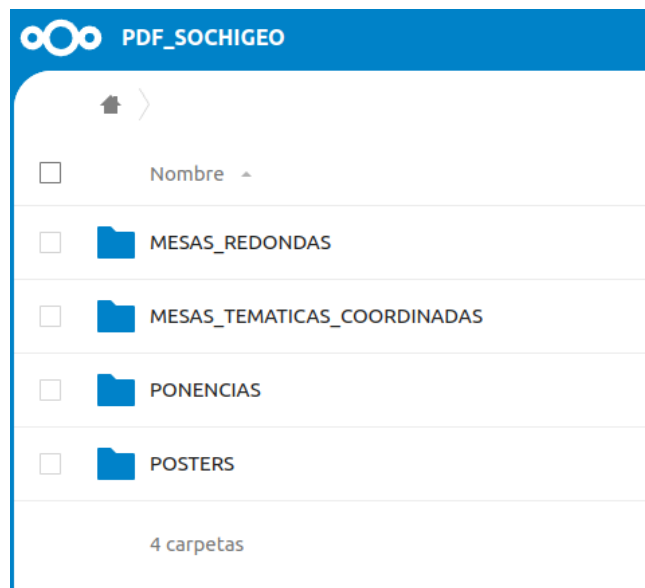 PDF_SOCHIGEO
Nombre
MESAS_REDONDAS
MESAS_TEMATICAS_COORDINADAS
PONENCIAS
POSTERS
4 carpetas